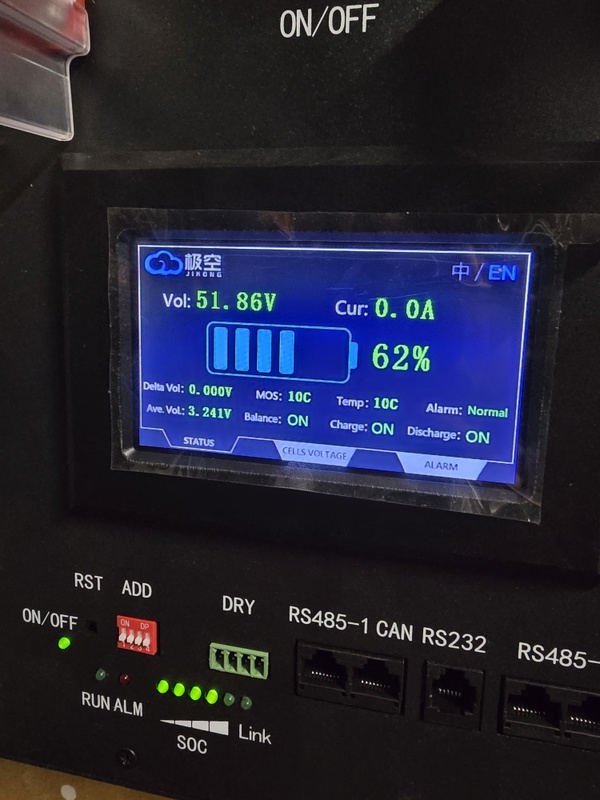 ON/OFF
极空
JIKONG
中/EN
Vol: 51.86V
Cur: 0.0A
62%
Delta Vol: 0.000V
MOS: 10C
Temp: 10C
Alarm: Normal
Ave. Vol: 3.241V
Balance: ON
Charge: ON
Discharge: ON
STATUS
CELLS VOLTAGE
ALARM
RST
ADD
DRY
RS485-1
CAN
RS232
RS485-
ON/OFF
ON DP
1 2 3 4
RUN
ALM
SOC
Link